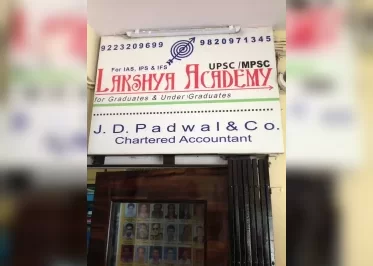 9223209699 9820971345
For IAS, IPS & IFS UPSC /MPSC
LAKSHYA ACADEMY
for Graduates & Under Graduates
J. D. Padwal & Co.
Chartered Accountant